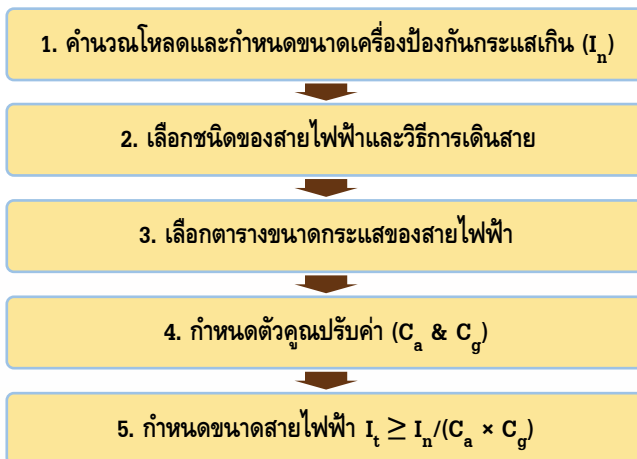 1. คำนวณโหลดและกำหนดขนาดเครื่องป้องกันกระแสเกิน (Iₙ)
2. เลือกชนิดของสายไฟฟ้าและวิธีการเดินสาย
3. เลือกตารางขนาดกระแสของสายไฟฟ้า
4. กำหนดตัวคูณปรับค่า (C_a & C_g)
5. กำหนดขนาดสายไฟฟ้า I_t ≥ I_n/(C_a × C_g)